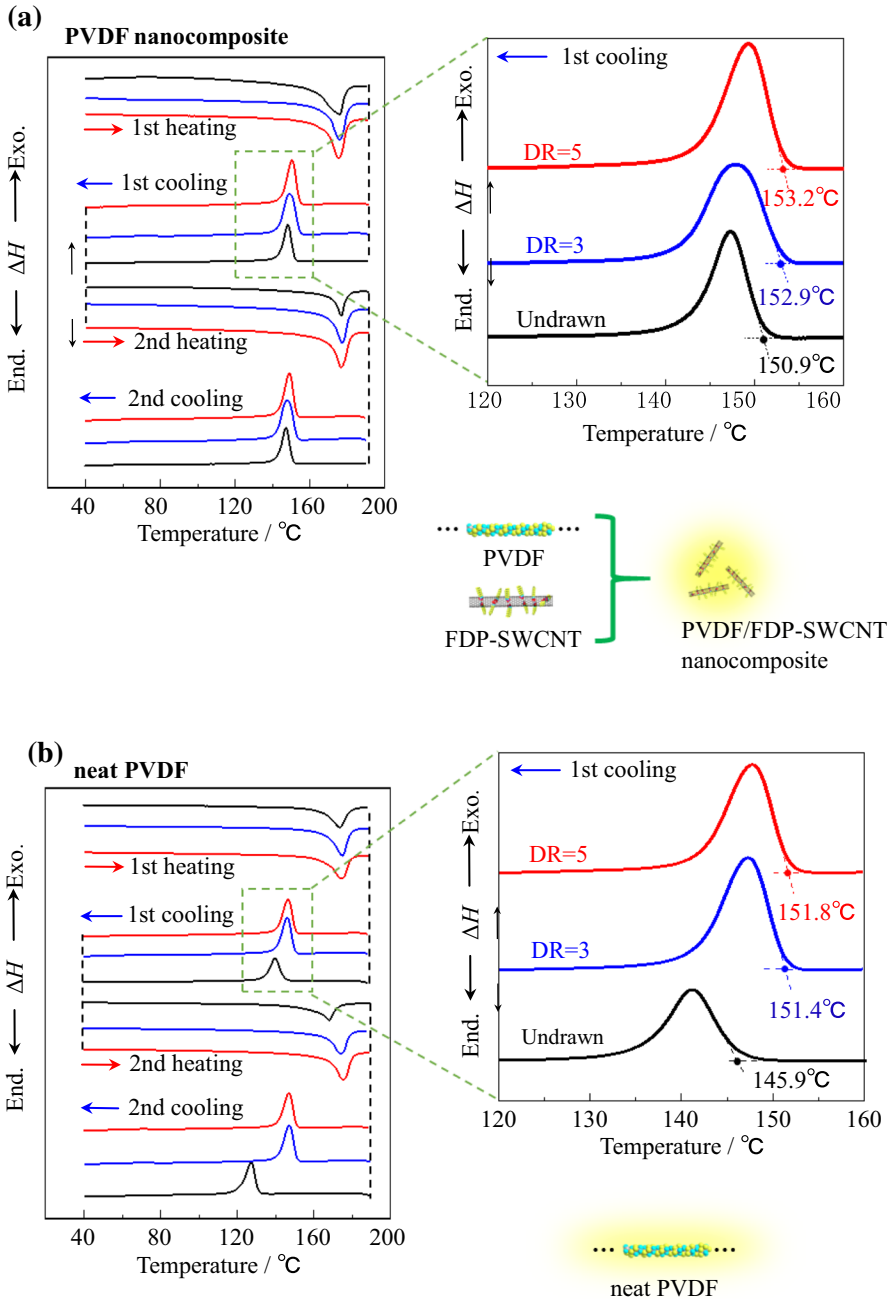 (a)
PVDF nanocomposite
Exo.
ΔH
End.
1st heating
1st cooling
2nd heating
2nd cooling
40 80 120 160 200
Temperature / °C
1st cooling
Exo.
ΔH
End.
DR=5
153.2°C
DR=3
152.9°C
Undrawn
150.9°C
120 130 140 150 160
Temperature / °C
••• PVDF •••
FDP-SWCNT
PVDF/FDP-SWCNT
nanocomposite
(b)
neat PVDF
Exo.
ΔH
End.
1st heating
1st cooling
2nd heating
2nd cooling
40 80 120 160 200
Temperature / °C
1st cooling
Exo.
ΔH
End.
DR=5
151.8°C
DR=3
151.4°C
Undrawn
145.9°C
120 130 140 150 160
Temperature / °C
••• •••
neat PVDF